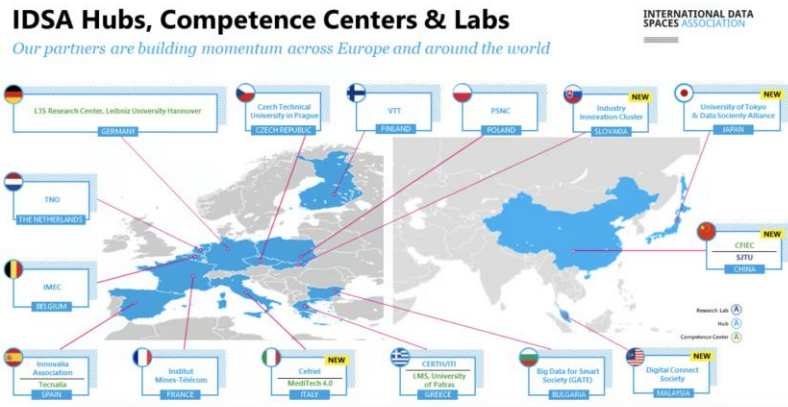 IDSA Hubs, Competence Centers & Labs
INTERNATIONAL DATA
SPACES ASSOCIATION
Our partners are building momentum across Europe and around the world
L3S Research Center, Leibniz University Hannover
GERMANY
Czech Technical
University in Prague
CZECH REPUBLIC
VTT
FINLAND
PSNC
POLAND
NEW
Industry
Innovation Cluster
SLOVAKIA
NEW
University of Tokyo
& Data Socienty Alliance
JAPAN
TNO
THE NETHERLANDS
NEW
CFIEC
SJTU
CHINA
IMEC
BELGIUM
Research Lab A
Hub A
Competence Center A
Innovalia
Association
Tecnalia
SPAIN
Institut
Mines-Télécom
FRANCE
NEW
Cefriel
MediTech 4.0
ITALY
CERTH/ITI
LMS, University
of Patras
GREECE
Big Data for Smart
Society (GATE)
BULGARIA
NEW
Digital Connect
Society
MALAYSIA